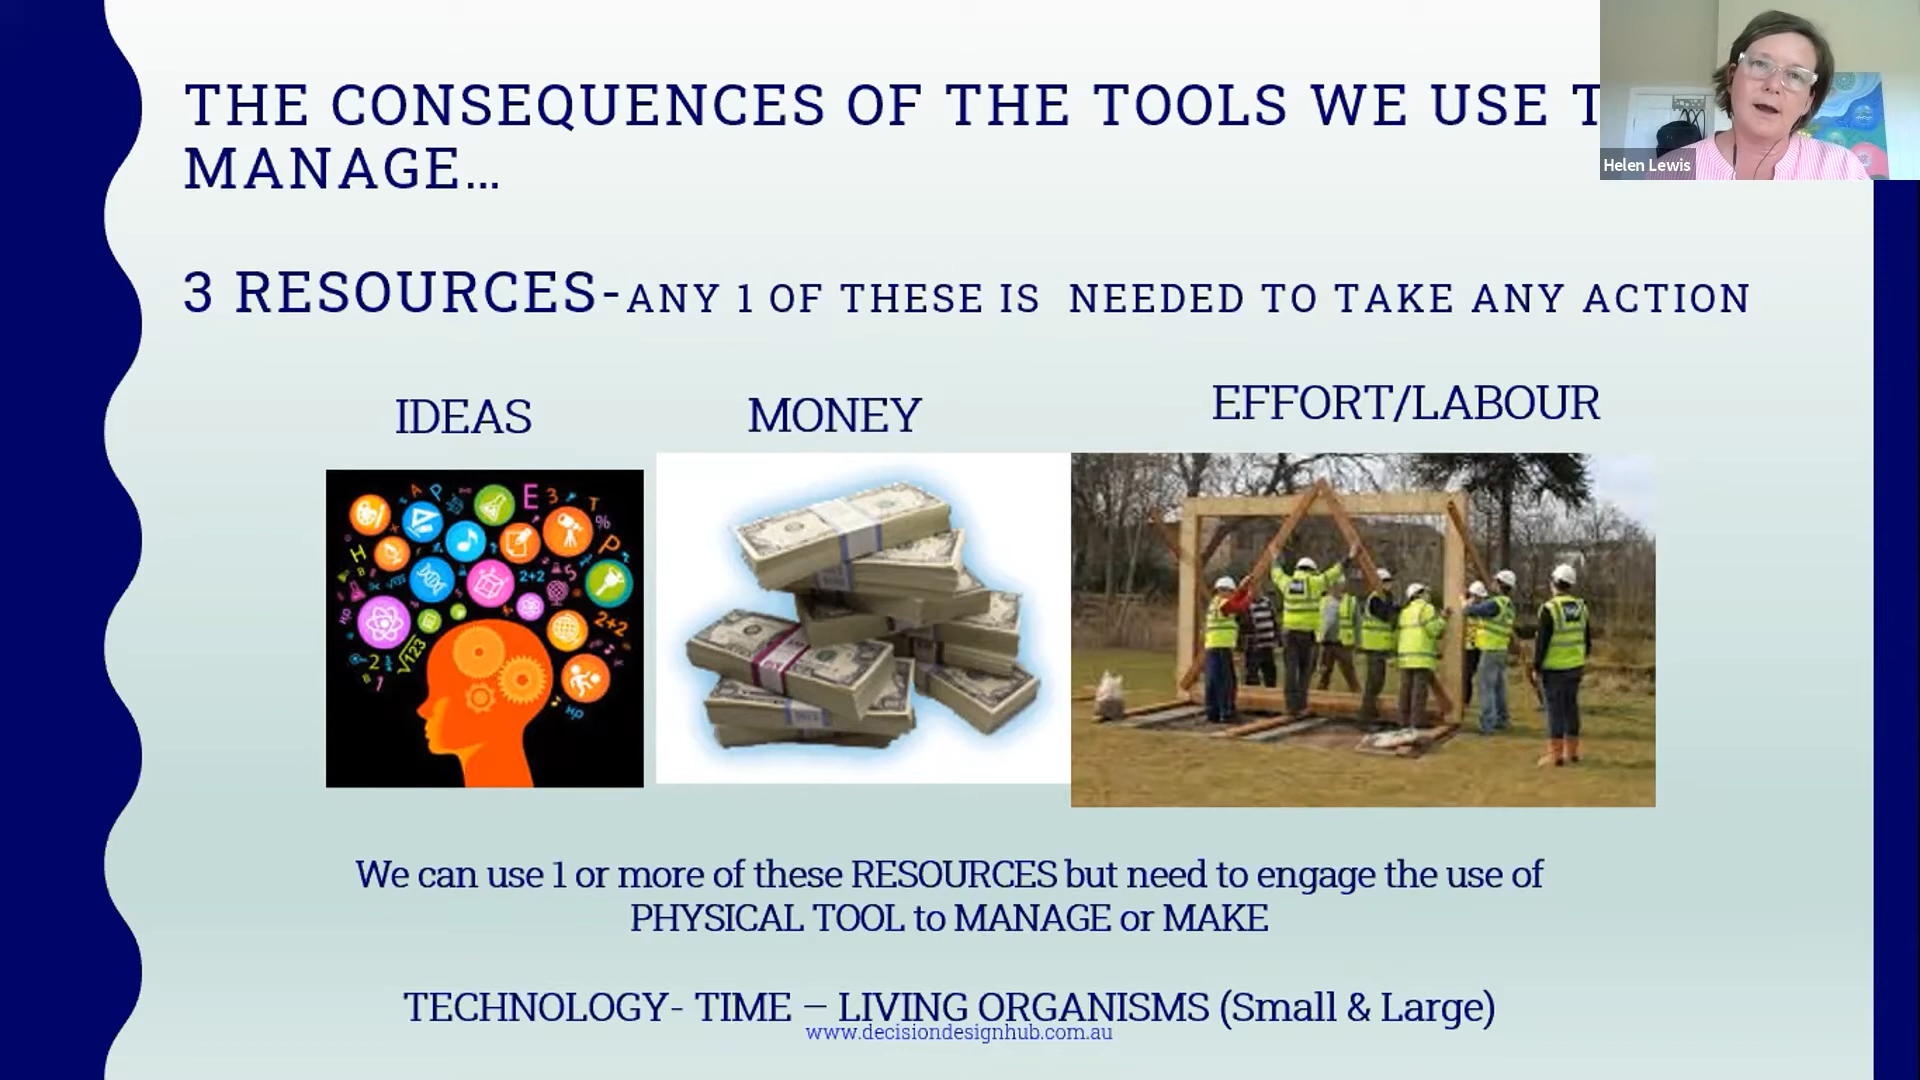 THE CONSEQUENCES OF THE TOOLS WE USE T
MANAGE...
3 RESOURCES-ANY 1 OF THESE IS NEEDED TO TAKE ANY ACTION
IDEAS
MONEY
EFFORT/LABOUR
We can use 1 or more of these RESOURCES but need to engage the use of
PHYSICAL TOOL to MANAGE or MAKE
TECHNOLOGY- TIME – LIVING ORGANISMS (Small & Large)
www.decisiondesignhub.com.au
Helen Lewis